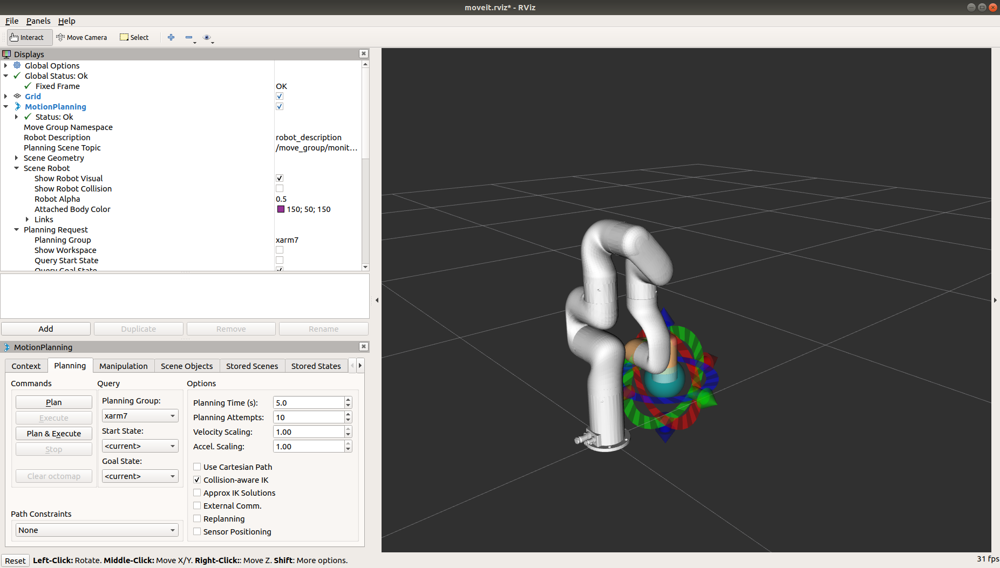 moveit.rviz* - RViz
File Panels Help
Interact Move Camera Select
Displays
Global Options
Global Status: Ok
Fixed Frame OK
Grid
MotionPlanning
Status: Ok
Move Group Namespace
Robot Description robot_description
Planning Scene Topic /move_group/monit...
Scene Geometry
Scene Robot
Show Robot Visual
Show Robot Collision
Robot Alpha 0.5
Attached Body Color 150; 50; 150
Links
Planning Request
Planning Group xarm7
Show Workspace
Query Start State
Query Goal State
Add Duplicate Remove Rename
MotionPlanning
Context Planning Manipulation Scene Objects Stored Scenes Stored States
Commands
Plan
Execute
Plan & Execute
Stop
Clear octomap
Query
Planning Group:
xarm7
Start State:
<current>
Goal State:
<current>
Path Constraints
None
Options
Planning Time (s): 5.0
Planning Attempts: 10
Velocity Scaling: 1.00
Accel. Scaling: 1.00
Use Cartesian Path
Collision-aware IK
Approx IK Solutions
External Comm.
Replanning
Sensor Positioning
Reset Left-Click: Rotate. Middle-Click: Move X/Y. Right-Click:: Move Z. Shift: More options. 31 fps